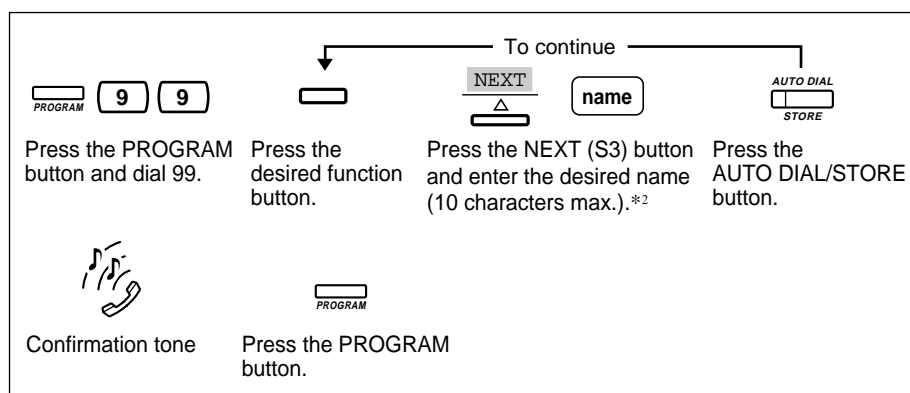 To continue
PROGRAM 9 9
NEXT
name
AUTO DIAL
STORE
Press the PROGRAM
button and dial 99.
Press the
desired function
button.
Press the NEXT (S3) button
and enter the desired name
(10 characters max.).*2
Press the
AUTO DIAL/STORE
button.
Confirmation tone
PROGRAM
Press the PROGRAM
button.